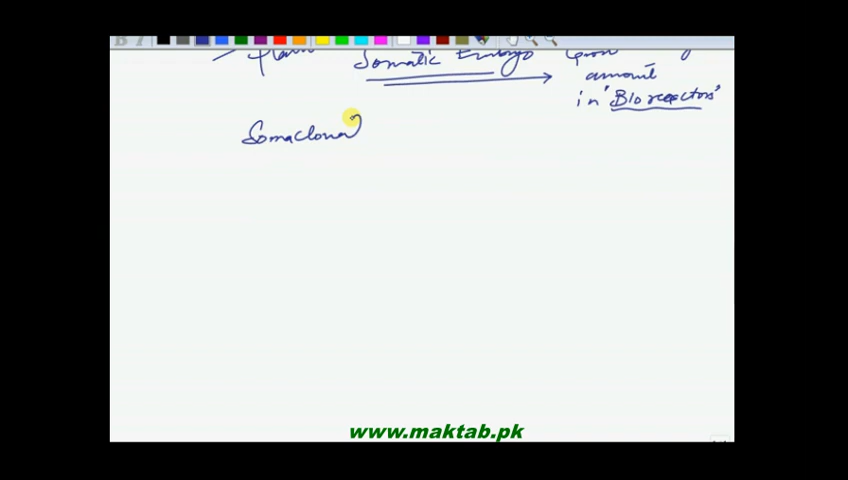 Somatic Embryo
amount
in 'Bioreactors'
Somaclonal
www.maktab.pk